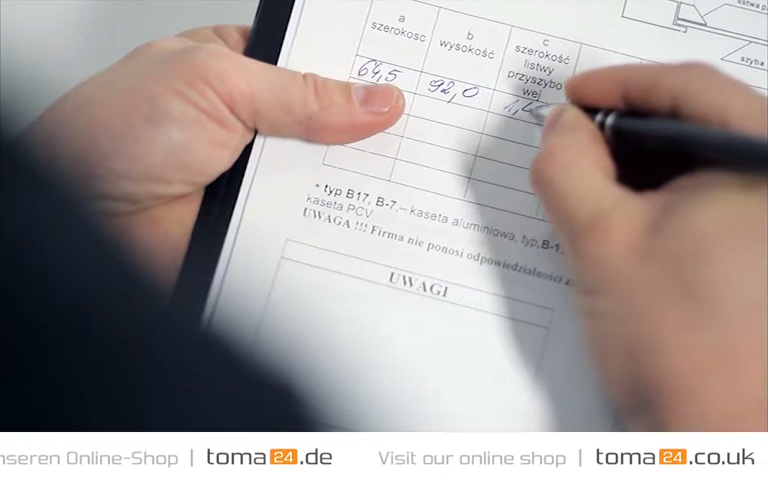 a
szerokosc
b
wysokość
c
szerokość
listwy
przyszybo
wej
szyba
64,5
92,0
* typ B17, B-7,– kaseta aluminiowa, typ,B-1
kaseta PCV
UWAGA !!! Firma nie ponosi odpowiedzialności
UWAGI
nseren Online-Shop | toma24.de
Visit our online shop | toma24.co.uk